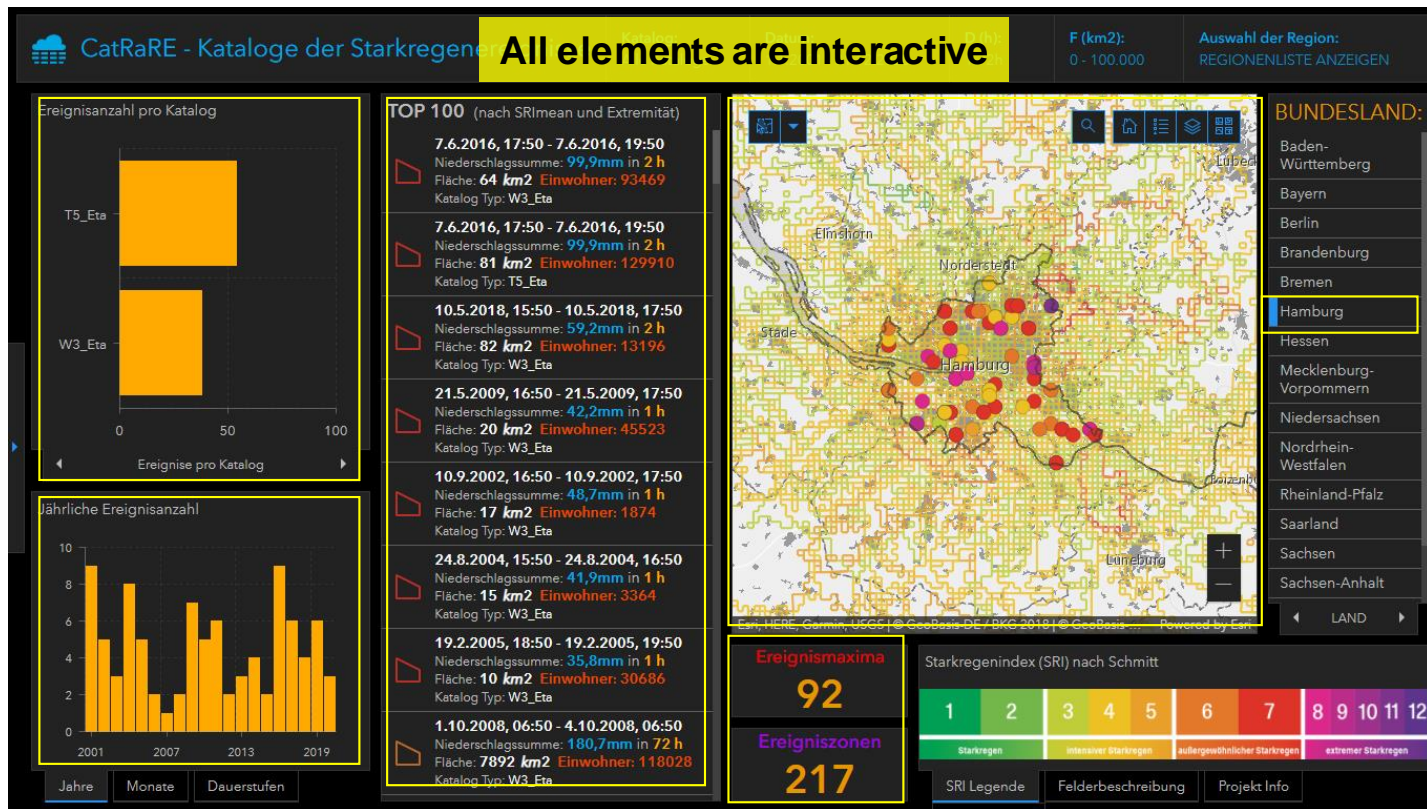 CatRaRE - Kataloge der Starkregenere
All elements are interactive
F (km2):
0 - 100.000
Auswahl der Region:
REGIONENLISTE ANZEIGEN
Ereignisanzahl pro Katalog
T5_Eta
W3_Eta
0 50 100
Ereignise pro Katalog
Jährliche Ereignisanzahl
10
8
6
4
2
0
2001 2007 2013 2019
Jahre Monate Dauerstufen
TOP 100 (nach SRImean und Extremität)
7.6.2016, 17:50 - 7.6.2016, 19:50
Niederschlagssumme: 99,9mm in 2 h
Fläche: 64 km2 Einwohner: 93469
Katalog Typ: W3_Eta
7.6.2016, 17:50 - 7.6.2016, 19:50
Niederschlagssumme: 99,9mm in 2 h
Fläche: 81 km2 Einwohner: 129910
Katalog Typ: T5_Eta
10.5.2018, 15:50 - 10.5.2018, 17:50
Niederschlagssumme: 59,2mm in 2 h
Fläche: 82 km2 Einwohner: 13196
Katalog Typ: W3_Eta
21.5.2009, 16:50 - 21.5.2009, 17:50
Niederschlagssumme: 42,2mm in 1 h
Fläche: 20 km2 Einwohner: 45523
Katalog Typ: W3_Eta
10.9.2002, 16:50 - 10.9.2002, 17:50
Niederschlagssumme: 48,7mm in 1 h
Fläche: 17 km2 Einwohner: 1874
Katalog Typ: W3_Eta
24.8.2004, 15:50 - 24.8.2004, 16:50
Niederschlagssumme: 41,9mm in 1 h
Fläche: 15 km2 Einwohner: 3364
Katalog Typ: W3_Eta
19.2.2005, 18:50 - 19.2.2005, 19:50
Niederschlagssumme: 35,8mm in 1 h
Fläche: 10 km2 Einwohner: 30686
Katalog Typ: W3_Eta
1.10.2008, 06:50 - 4.10.2008, 06:50
Niederschlagssumme: 180,7mm in 72 h
Fläche: 7892 km2 Einwohner: 118028
Katalog Typ: W3_Eta
Lübeck
Elmshorn
Norderstedt
Stade
Hamburg
Boizenb
Lüneburg
+
−
Esri, HERE, Garmin, USGS | © GeoBasis-DE / BKG 2018 | © GeoBasis-... Powered by Esri
Ereignismaxima
92
Ereigniszonen
217
BUNDESLAND:
Baden-
Württemberg
Bayern
Berlin
Brandenburg
Bremen
Hamburg
Hessen
Mecklenburg-
Vorpommern
Niedersachsen
Nordrhein-
Westfalen
Rheinland-Pfalz
Saarland
Sachsen
Sachsen-Anhalt
LAND
Starkregenindex (SRI) nach Schmitt
1 2 3 4 5 6 7 8 9 10 11 12
Starkregen intensiver Starkregen außergewöhnlicher Starkregen extremer Starkregen
SRI Legende Felderbeschreibung Projekt Info